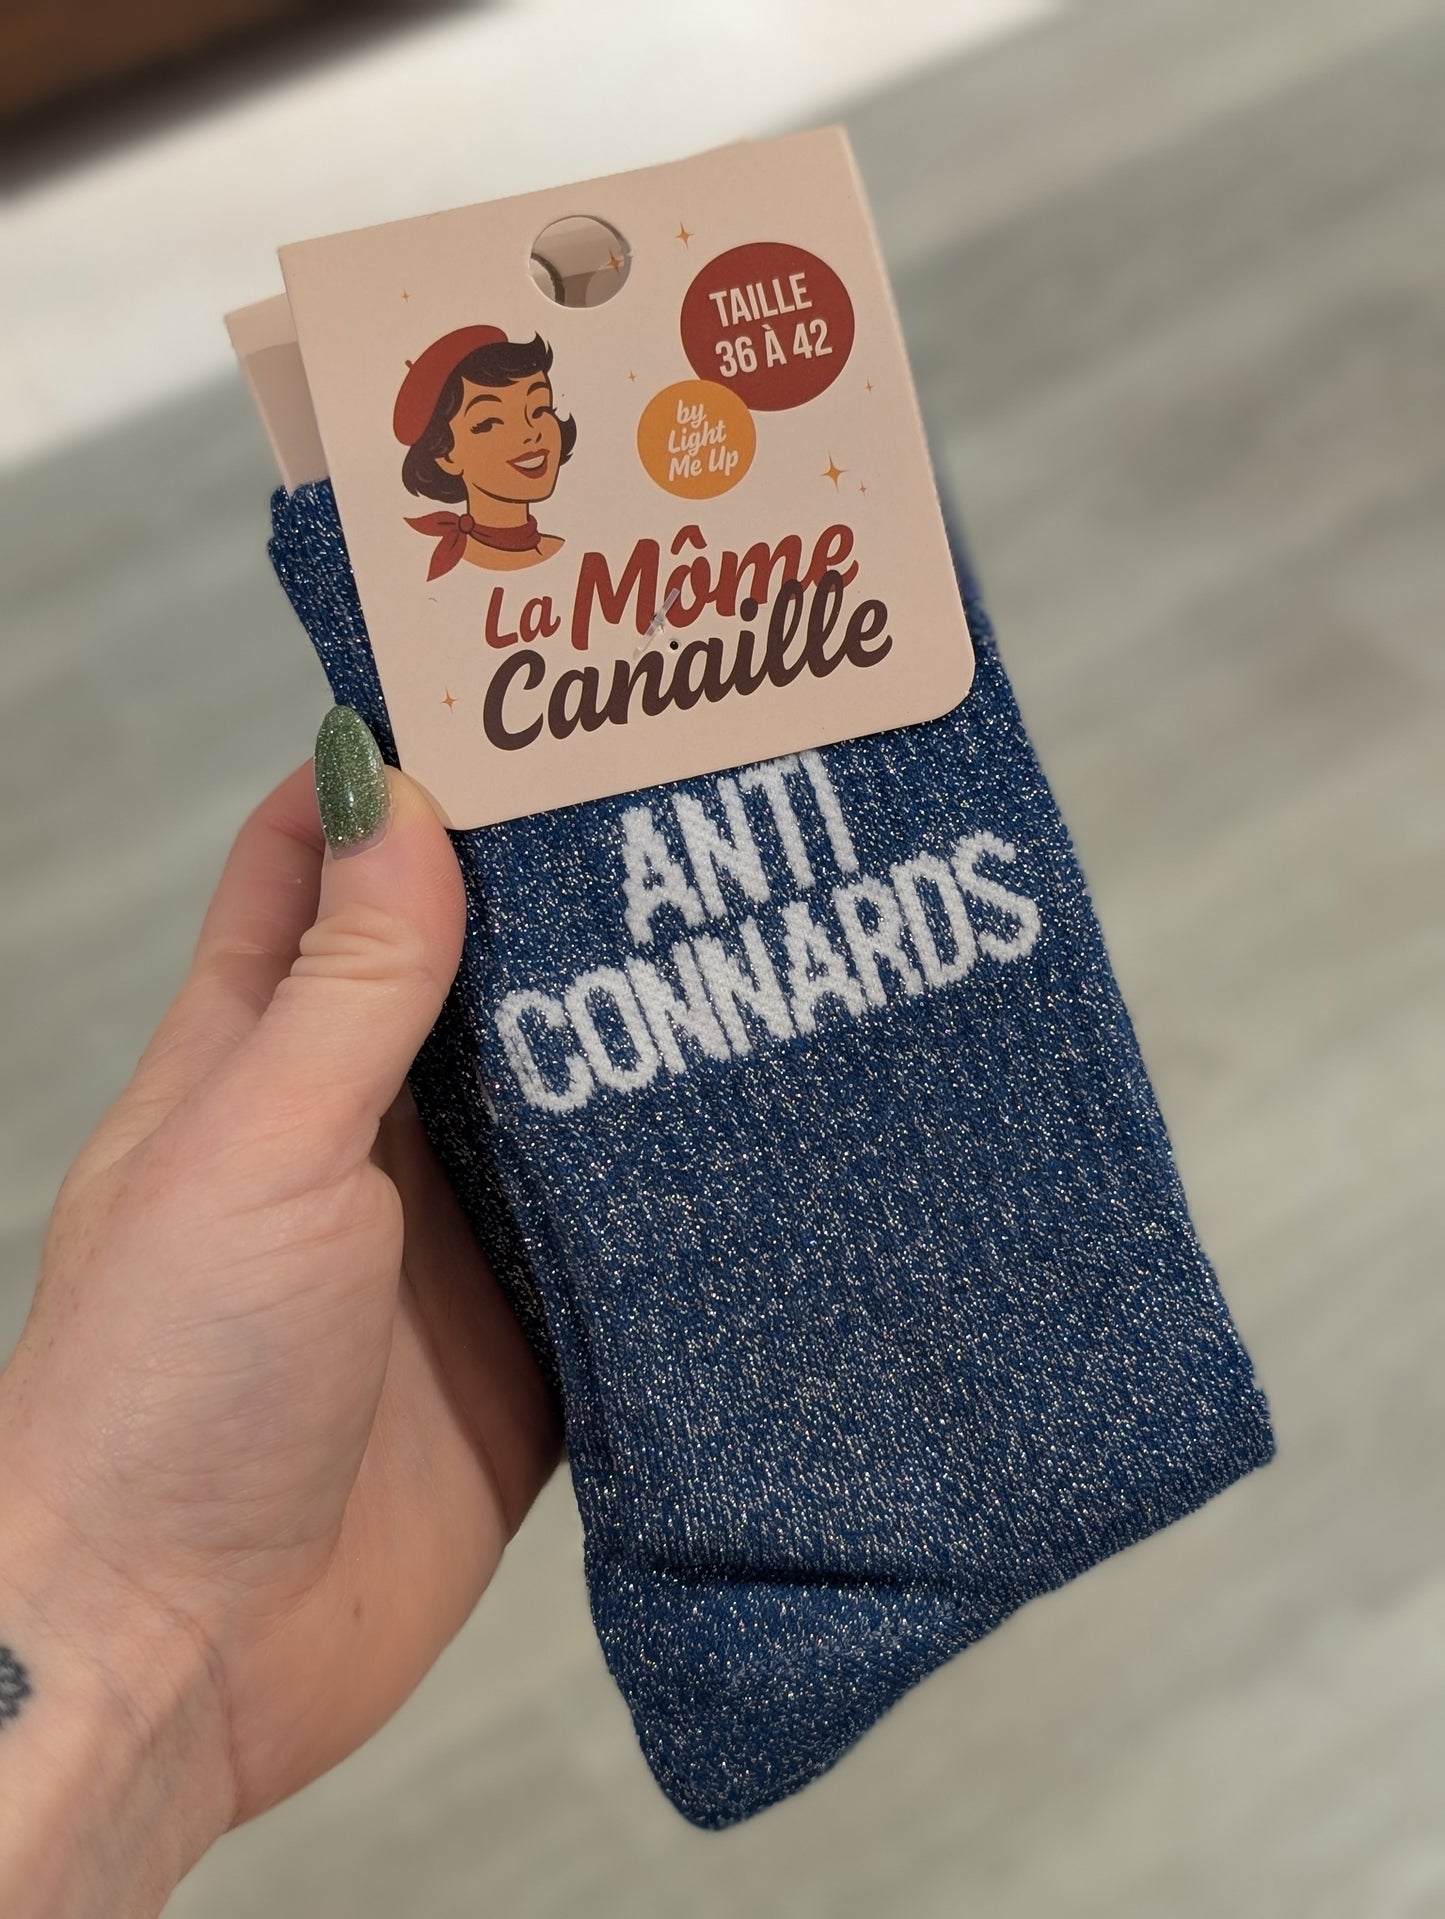 TAILLE
36 À 42
by
Light
Me Up
La Môme
Canaille
ANTI
CONNARDS